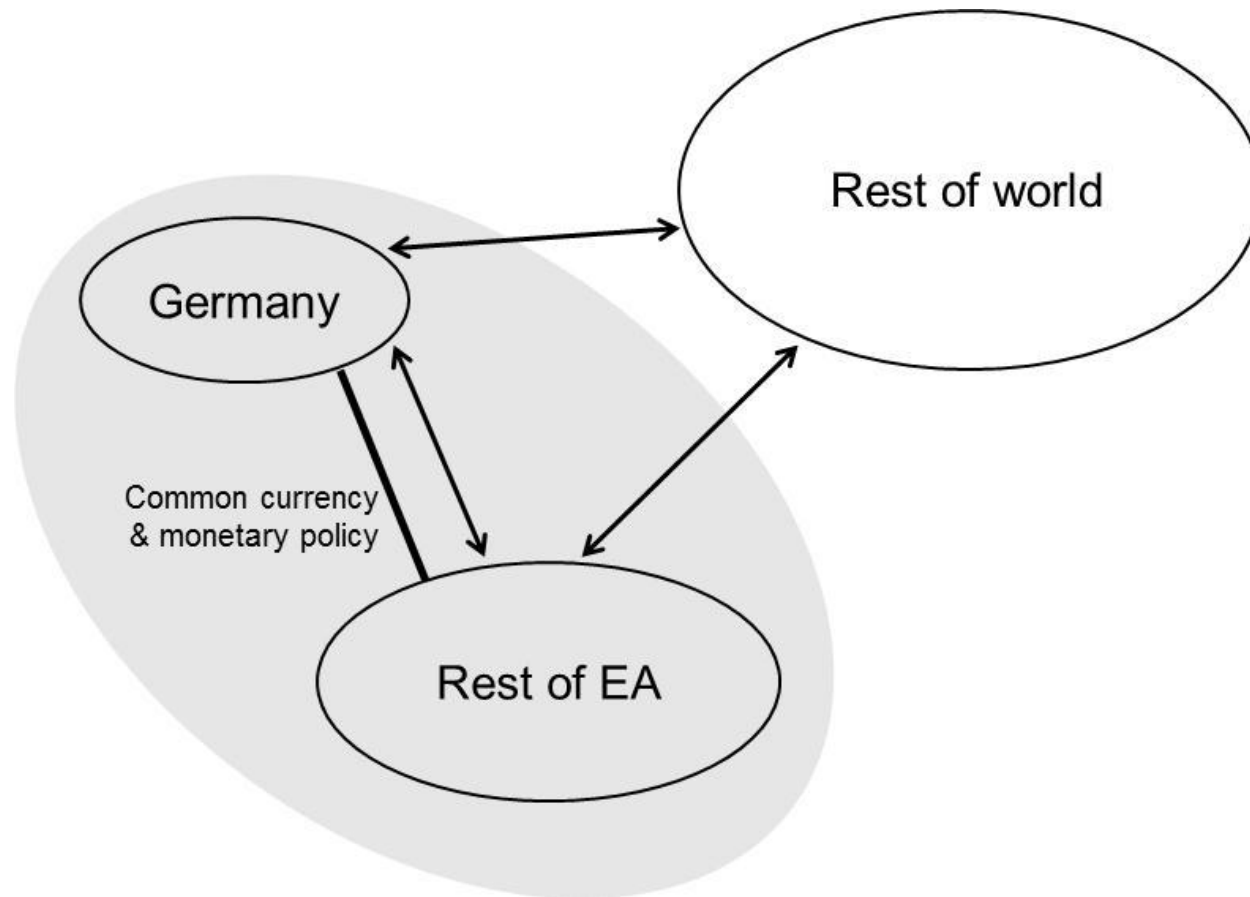 Rest of world
Germany
Common currency
& monetary policy
Rest of EA